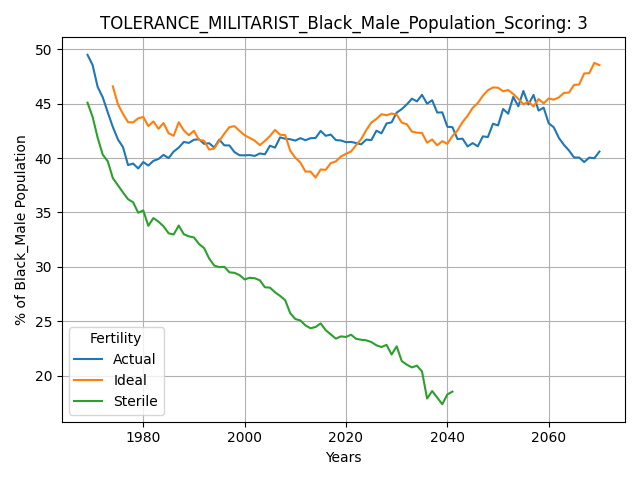 TOLERANCE_MILITARIST_Black_Male_Population_Scoring: 3
% of Black_Male Population
50
45
40
35
30
25
20
Fertility
Actual
Ideal
Sterile
1980 2000 2020 2040 2060
Years